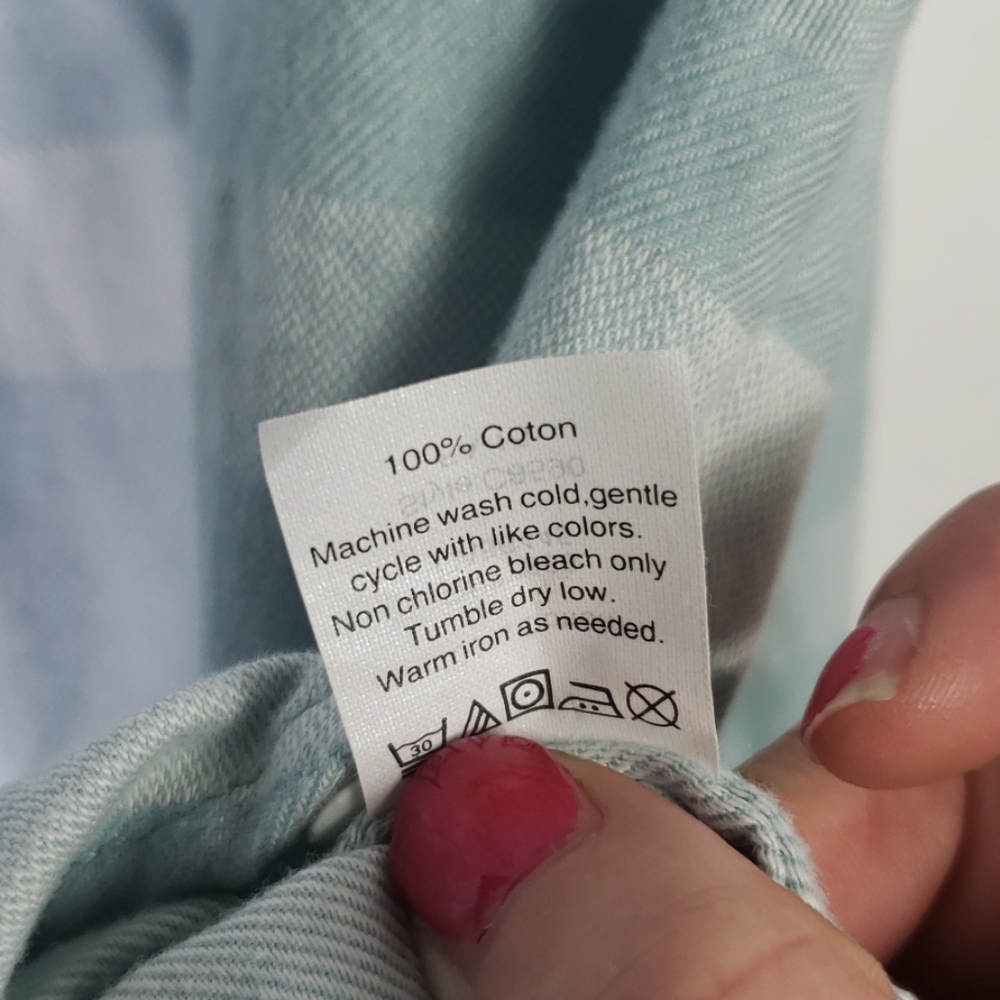 100% Coton
Machine wash cold,gentle
cycle with like colors.
Non chlorine bleach only
Tumble dry low.
Warm iron as needed.
30